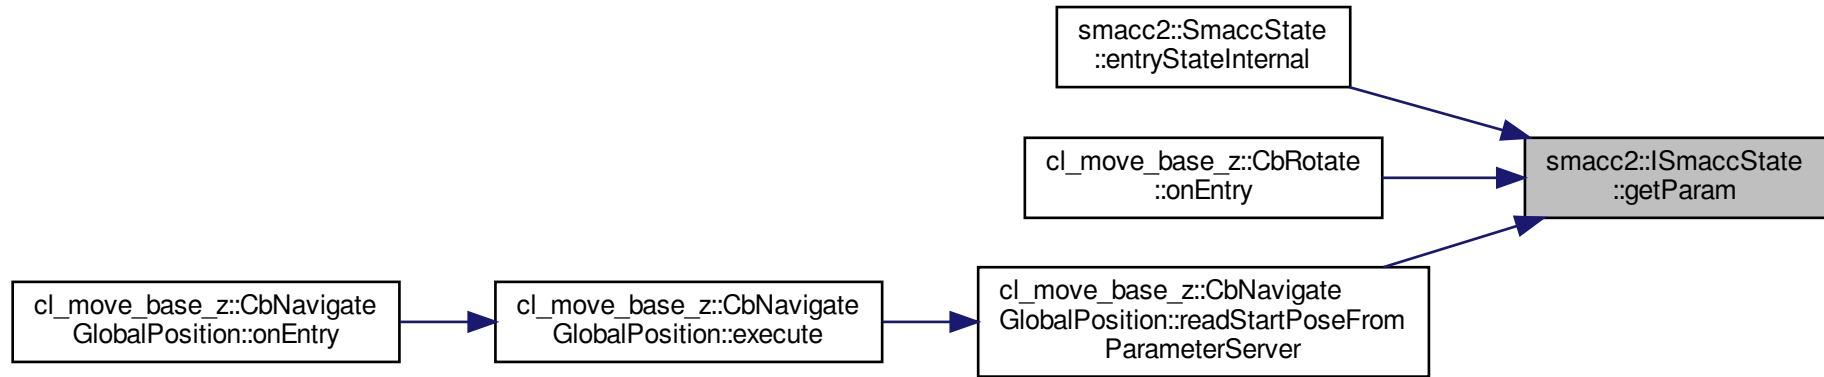 smacc2::SmaccState
::entryStateInternal
cl_move_base_z::CbRotate
::onEntry
smacc2::ISmaccState
::getParam
cl_move_base_z::CbNavigate
GlobalPosition::onEntry
cl_move_base_z::CbNavigate
GlobalPosition::execute
cl_move_base_z::CbNavigate
GlobalPosition::readStartPoseFrom
ParameterServer